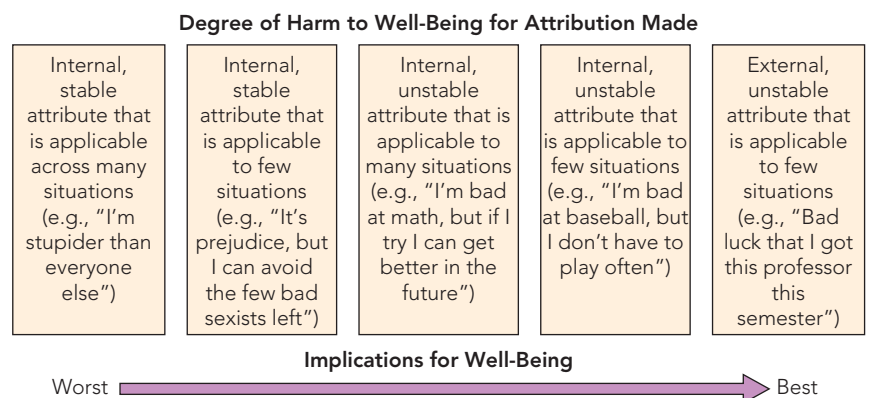 Degree of Harm to Well-Being for Attribution Made
Internal,
stable
attribute that
is applicable
across many
situations
(e.g., “I’m
stupider than
everyone
else”)
Internal,
stable
attribute that
is applicable
to few
situations
(e.g., “It’s
prejudice, but
I can avoid
the few bad
sexists left”)
Internal,
unstable
attribute that is
applicable to
many situations
(e.g., “I’m bad
at math, but if I
try I can get
better in the
future”)
Internal,
unstable
attribute that
is applicable to
few situations
(e.g., “I’m bad
at baseball, but
I don’t have to
play often”)
External,
unstable
attribute that
is applicable
to few
situations
(e.g., “Bad
luck that I got
this professor
this
semester”)
Implications for Well-Being
Worst
Best